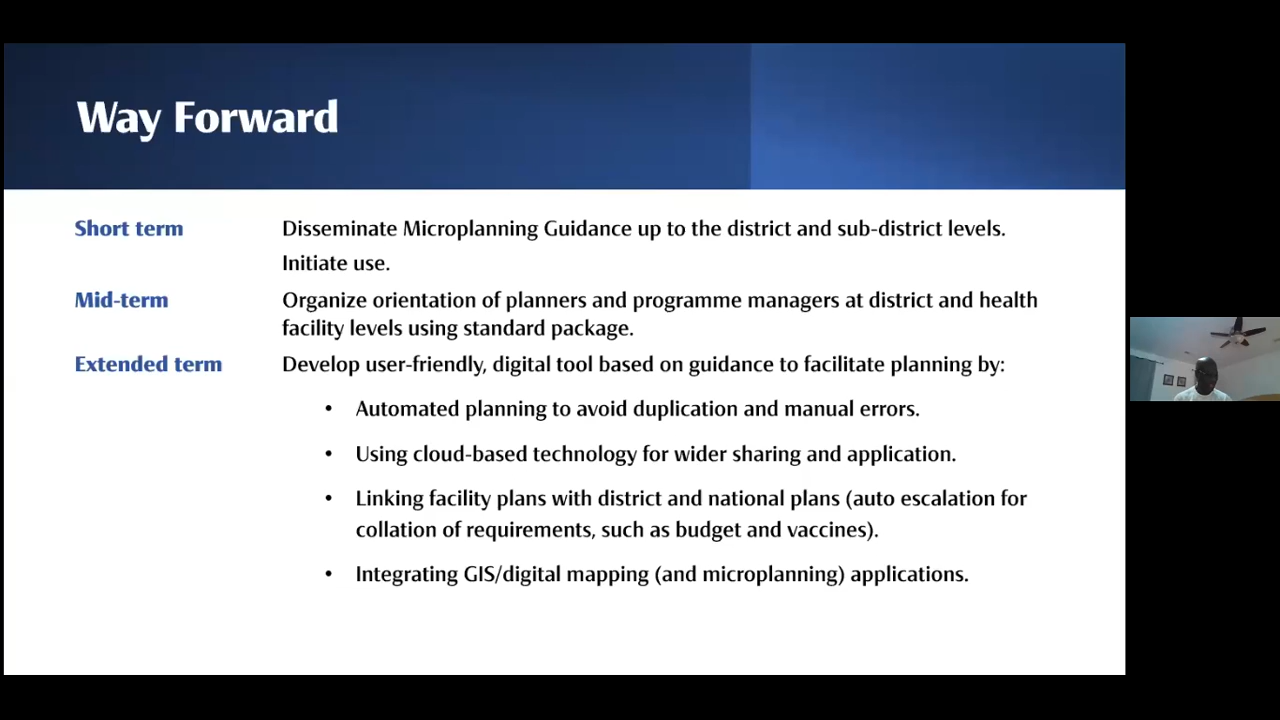 Way Forward
Short term
Disseminate Microplanning Guidance up to the district and sub-district levels.
Initiate use.
Mid-term
Organize orientation of planners and programme managers at district and health
facility levels using standard package.
Extended term
Develop user-friendly, digital tool based on guidance to facilitate planning by:
• Automated planning to avoid duplication and manual errors.
• Using cloud-based technology for wider sharing and application.
• Linking facility plans with district and national plans (auto escalation for
collation of requirements, such as budget and vaccines).
• Integrating GIS/digital mapping (and microplanning) applications.